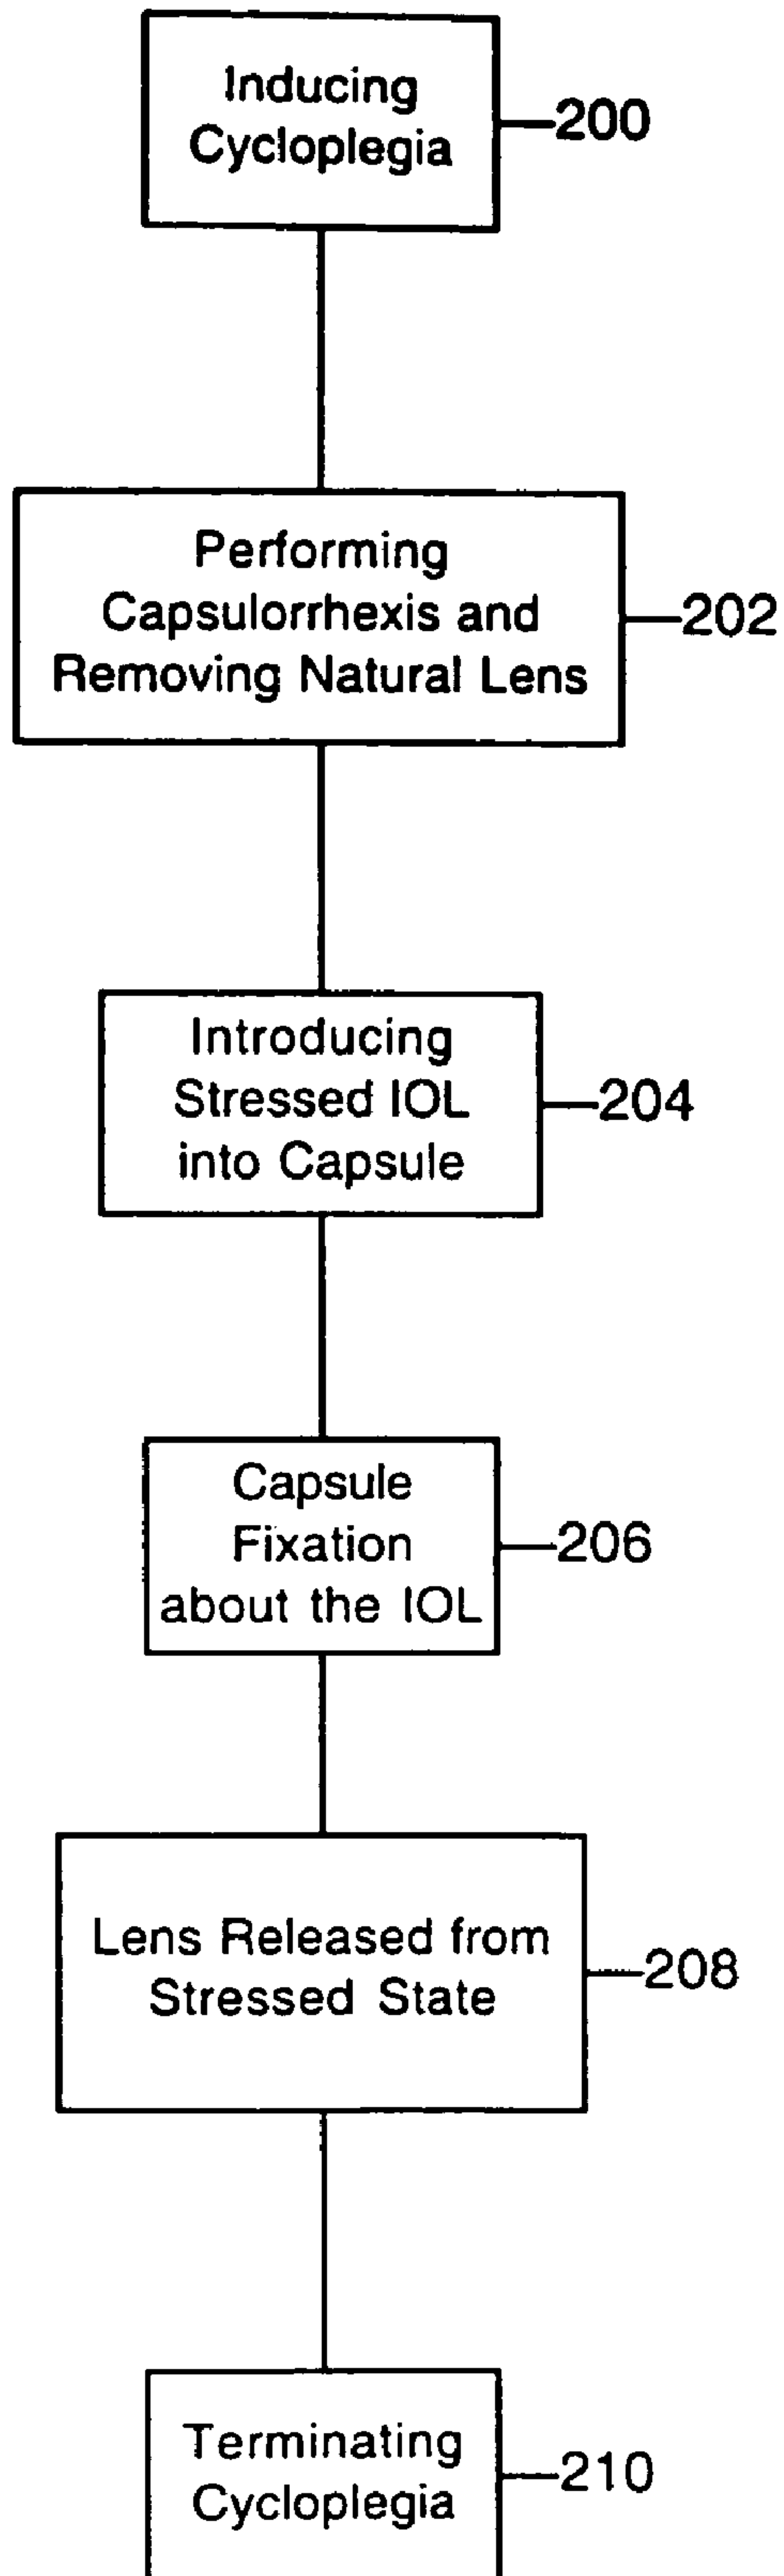 Inducing
Cycloplegia
200
Performing
Capsulorrhexis and
Removing Natural Lens
202
Introducing
Stressed IOL
into Capsule
204
Capsule
Fixation
about the IOL
206
Lens Released from
Stressed State
208
Terminating
Cycloplegia
210